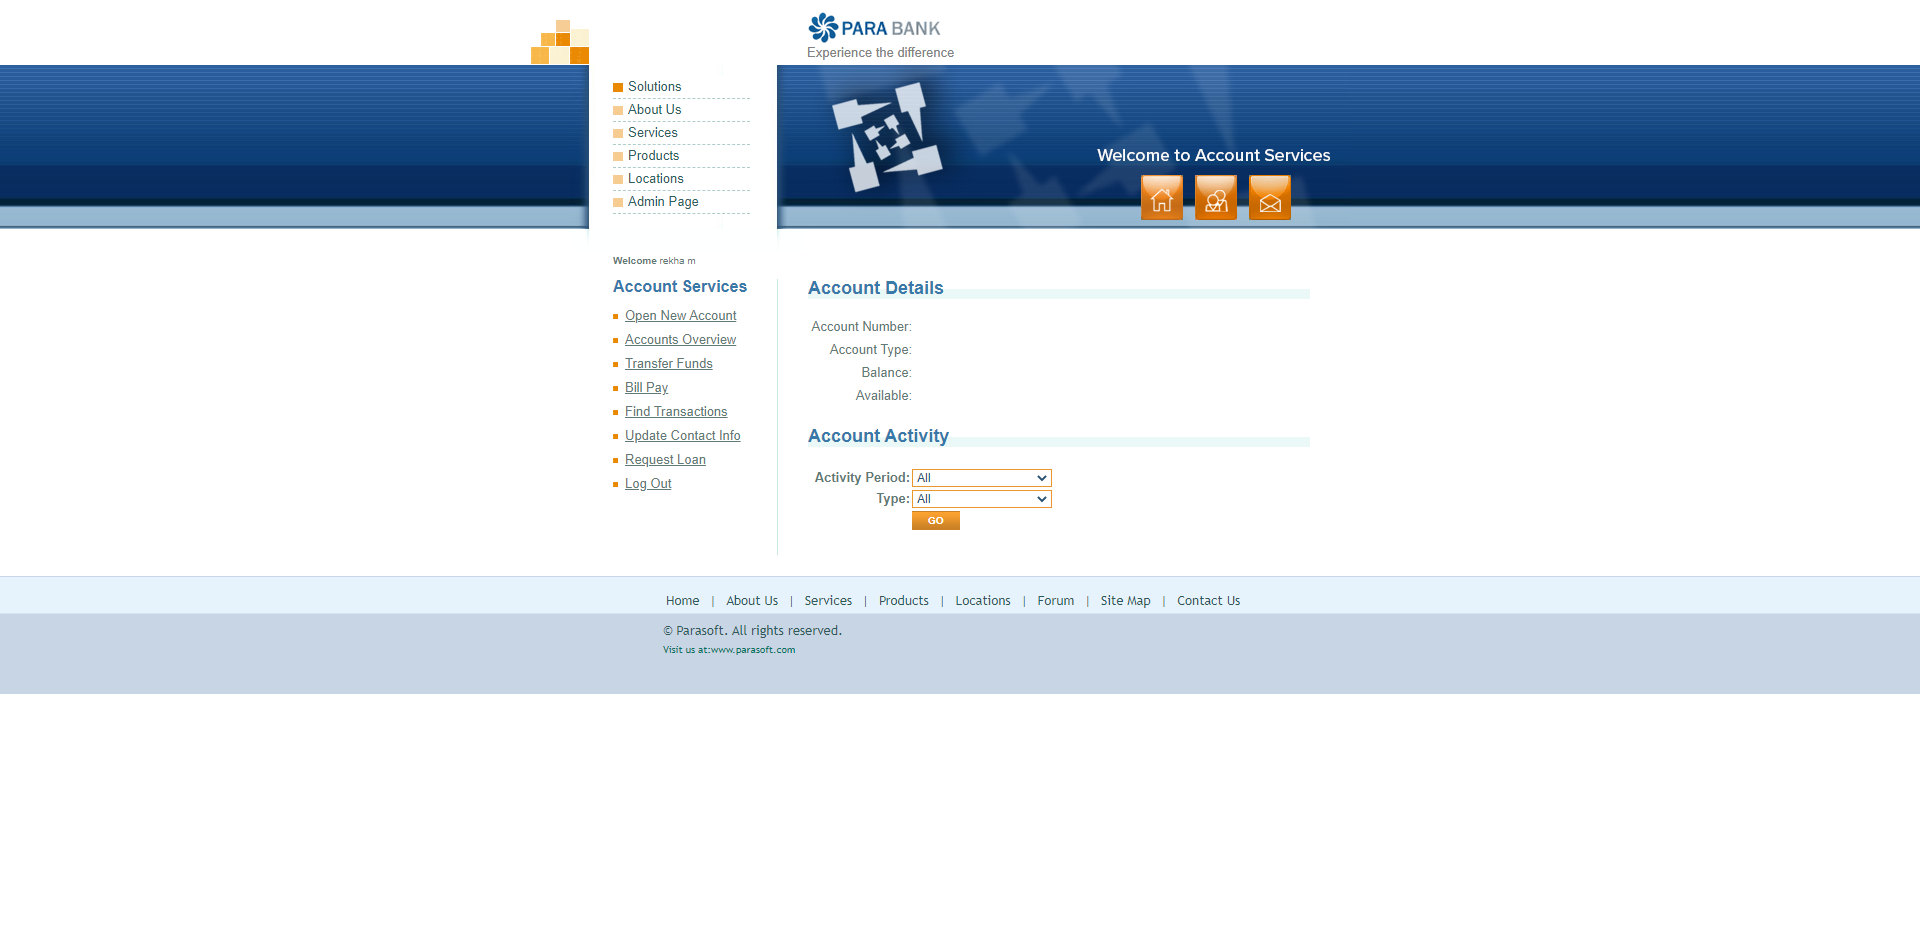 PARA BANK
Experience the difference
Solutions
About Us
Services
Products
Locations
Admin Page
Welcome to Account Services
Welcome rekha m
Account Services
Open New Account
Accounts Overview
Transfer Funds
Bill Pay
Find Transactions
Update Contact Info
Request Loan
Log Out
Account Details
Account Number:
Account Type:
Balance:
Available:
Account Activity
Activity Period: All
Type: All
GO
Home | About Us | Services | Products | Locations | Forum | Site Map | Contact Us
© Parasoft. All rights reserved.
Visit us at:www.parasoft.com